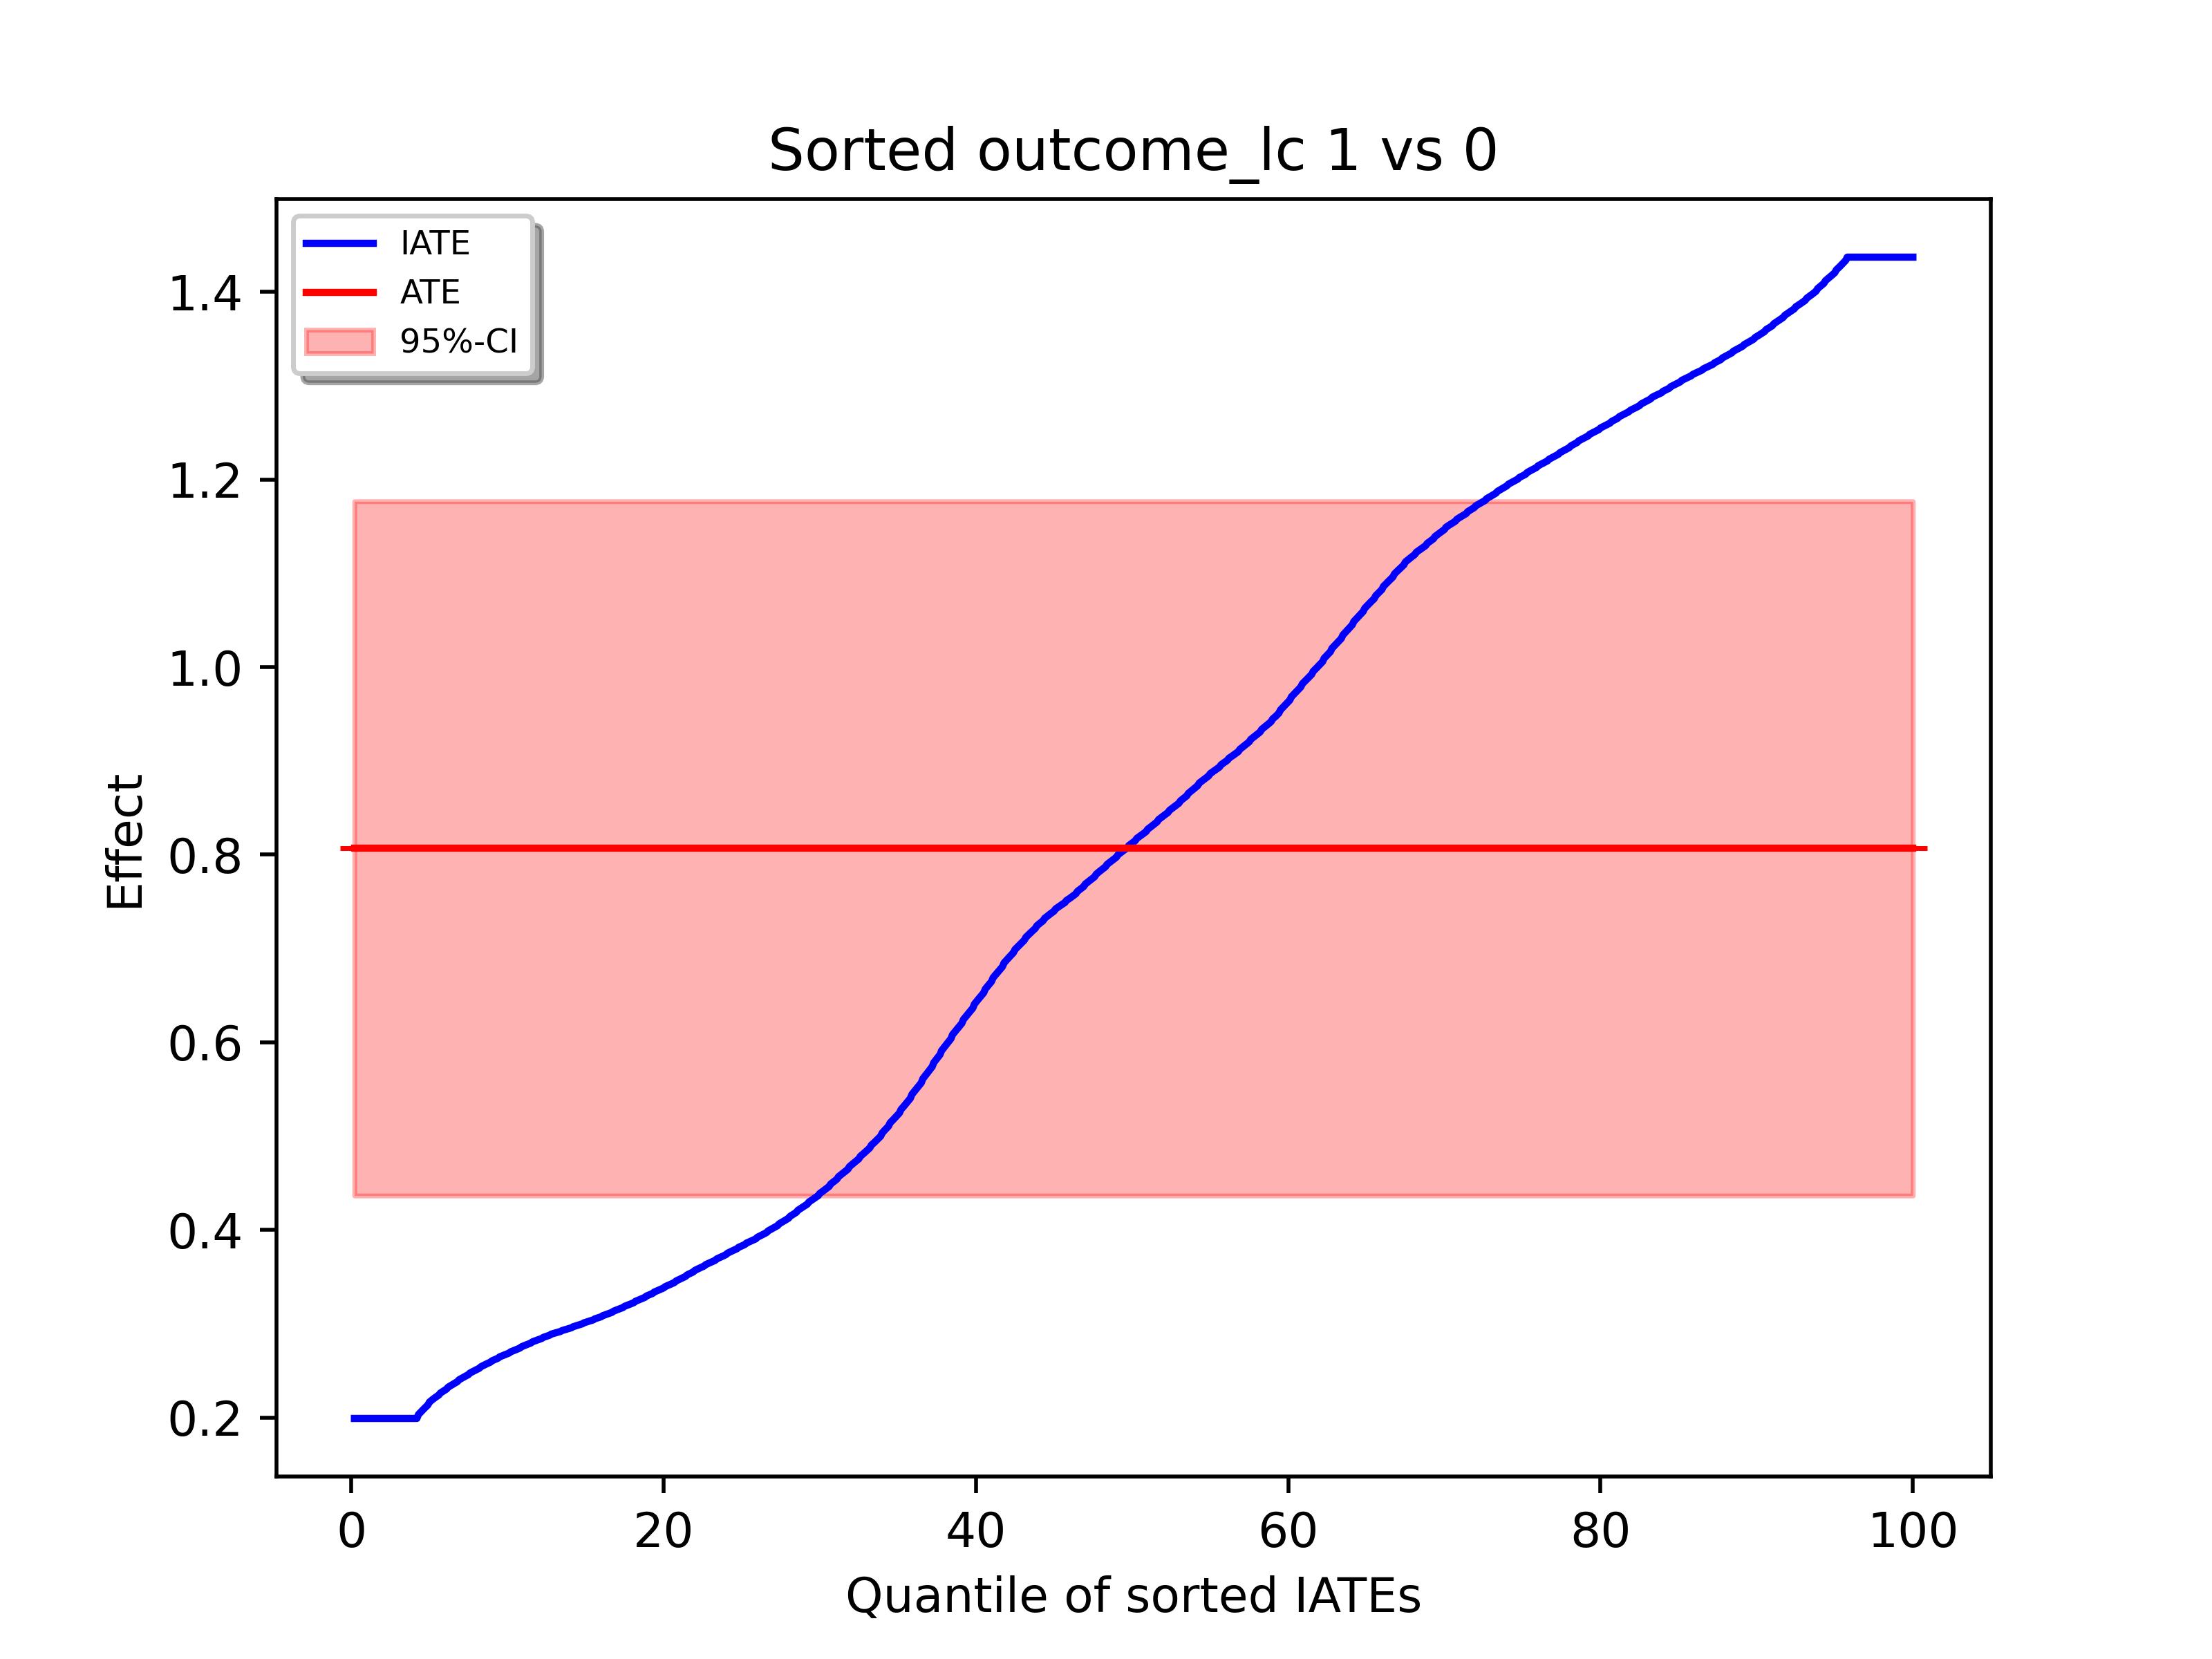 Sorted outcome_lc 1 vs 0
IATE
ATE
95%-CI
1.4
1.2
1.0
0.8
0.6
0.4
0.2
Effect
0 20 40 60 80 100
Quantile of sorted IATEs